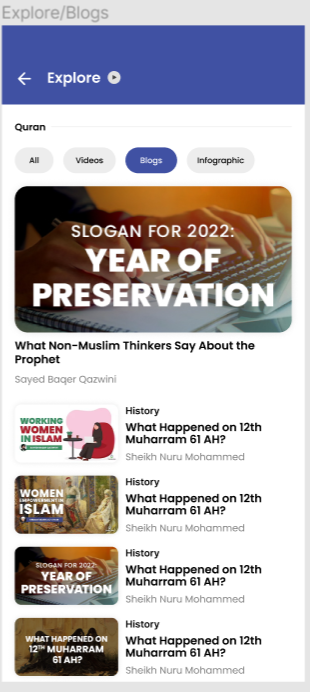 Explore/Blogs
Explore
Quran
All
Videos
Blogs
Infographic
SLOGAN FOR 2022:
YEAR OF
PRESERVATION
What Non-Muslim Thinkers Say About the
Prophet
Sayed Baqer Qazwini
WORKING
WOMEN
IN ISLAM
History
What Happened on 12th
Muharram 61 AH?
Sheikh Nuru Mohammed
WOMEN
EMPOWERMENT IN
ISLAM
History
What Happened on 12th
Muharram 61 AH?
Sheikh Nuru Mohammed
SLOGAN FOR 2022:
YEAR OF
PRESERVATION
History
What Happened on 12th
Muharram 61 AH?
Sheikh Nuru Mohammed
WHAT HAPPENED ON
12TH MUHARRAM
61 AH?
History
What Happened on 12th
Muharram 61 AH?
Sheikh Nuru Mohammed